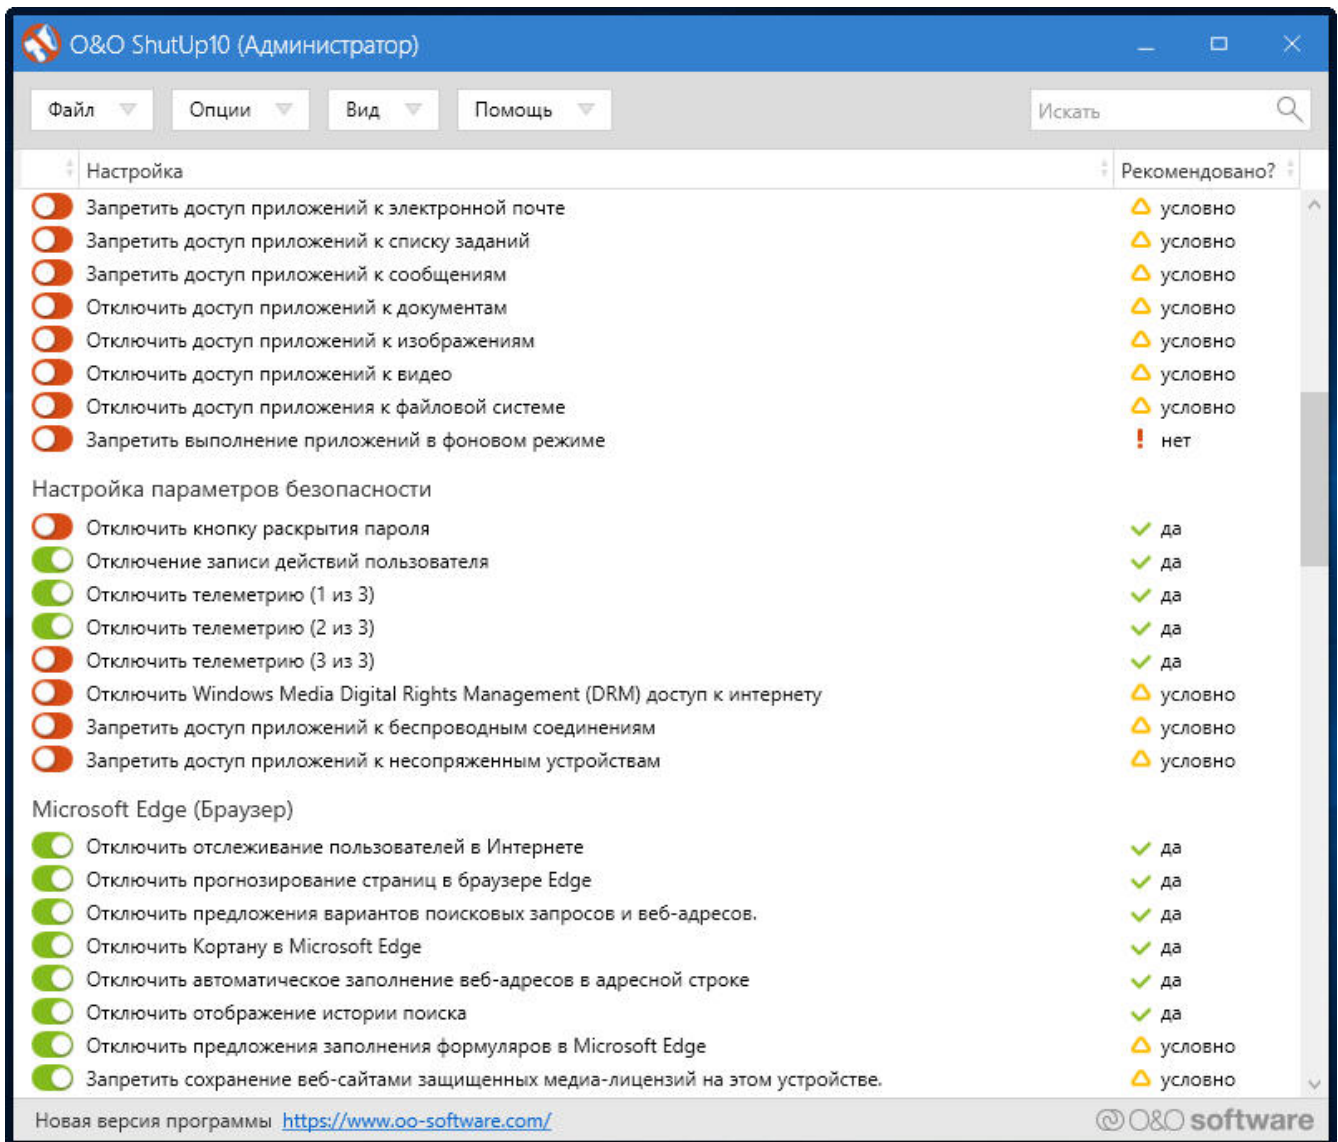 O&O ShutUp10 (Администратор)
Файл Опции Вид Помощь Искать
Настройка Рекомендовано?
Запретить доступ приложений к электронной почте условно
Запретить доступ приложений к списку заданий условно
Запретить доступ приложений к сообщениям условно
Отключить доступ приложений к документам условно
Отключить доступ приложений к изображениям условно
Отключить доступ приложений к видео условно
Отключить доступ приложения к файловой системе условно
Запретить выполнение приложений в фоновом режиме нет
Настройка параметров безопасности
Отключить кнопку раскрытия пароля да
Отключение записи действий пользователя да
Отключить телеметрию (1 из 3) да
Отключить телеметрию (2 из 3) да
Отключить телеметрию (3 из 3) да
Отключить Windows Media Digital Rights Management (DRM) доступ к интернету условно
Запретить доступ приложений к беспроводным соединениям условно
Запретить доступ приложений к несопряженным устройствам условно
Microsoft Edge (Браузер)
Отключить отслеживание пользователей в Интернете да
Отключить прогнозирование страниц в браузере Edge да
Отключить предложения вариантов поисковых запросов и веб-адресов. да
Отключить Кортану в Microsoft Edge да
Отключить автоматическое заполнение веб-адресов в адресной строке да
Отключить отображение истории поиска да
Отключить предложения заполнения формуляров в Microsoft Edge условно
Запретить сохранение веб-сайтами защищенных медиа-лицензий на этом устройстве. условно
Новая версия программы https://www.oo-software.com/ O&O software